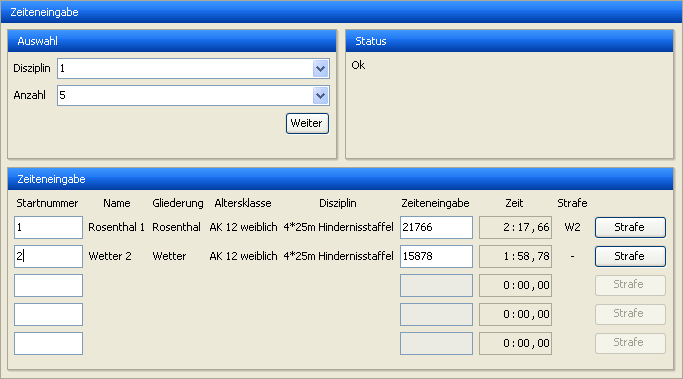 Zeiteneingabe
Auswahl
Disziplin 1
Anzahl 5
Weiter
Status
Ok
Zeiteneingabe
Startnummer Name Gliederung Altersklasse Disziplin Zeiteneingabe Zeit Strafe
1 Rosenthal 1 Rosenthal AK 12 weiblich 4*25m Hindernisstaffel 21766 2:17,66 W2 Strafe
2 Wetter 2 Wetter AK 12 weiblich 4*25m Hindernisstaffel 15878 1:58,78 - Strafe
0:00,00 Strafe
0:00,00 Strafe
0:00,00 Strafe